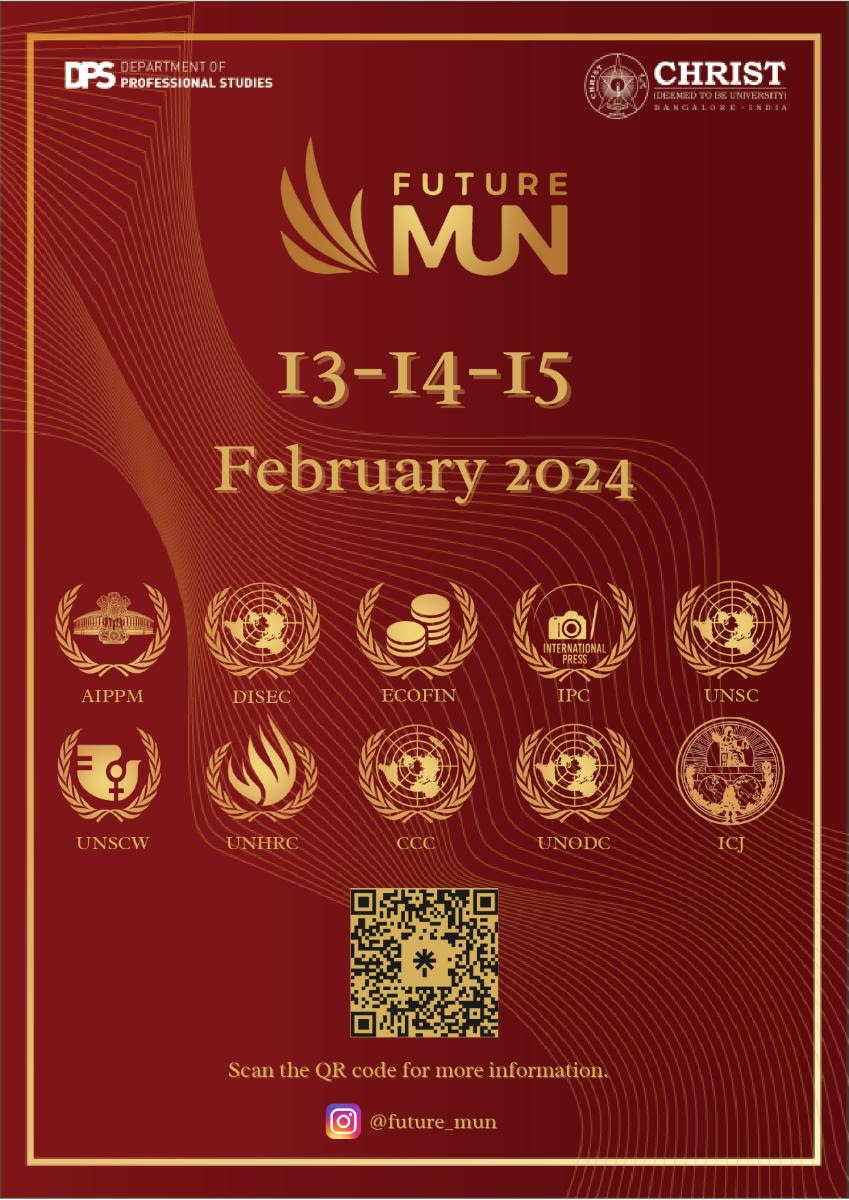 DPS DEPARTMENT OF
PROFESSIONAL STUDIES
CHRIST
(DEEMED TO BE UNIVERSITY)
BANGALORE · INDIA
FUTURE
MUN
13-14-15
February 2024
INTERNATIONAL
PRESS
AIPPM DISEC ECOFIN IPC UNSC
UNSCW UNHRC CCC UNODC ICJ
Scan the QR code for more information.
@future_mun